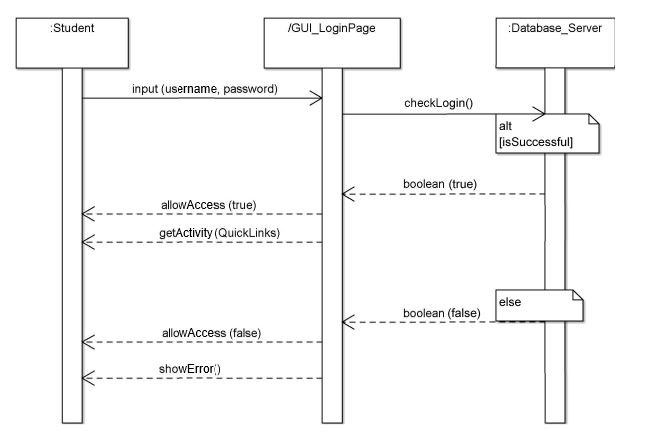 :Student
/GUI_LoginPage
:Database_Server
input (username, password)
checkLogin()
alt
[isSuccessful]
boolean (true)
allowAccess (true)
getActivity (QuickLinks)
else
boolean (false)
allowAccess (false)
showError()